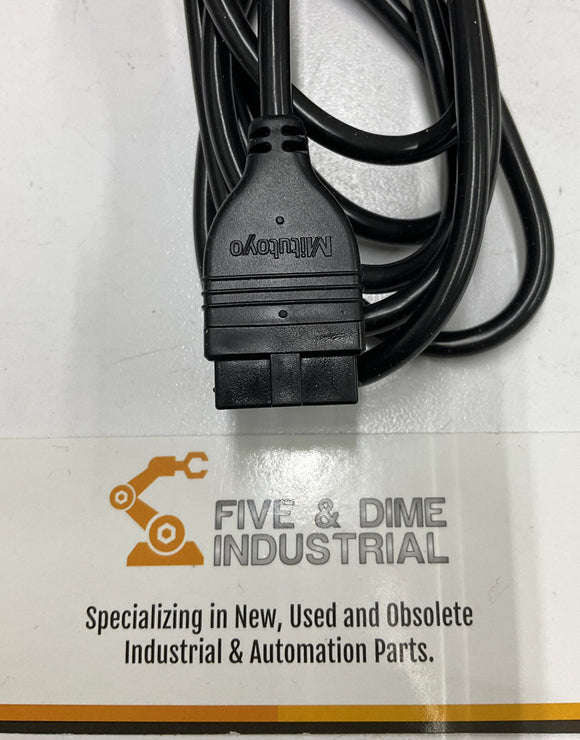 Mitutoyo
FIVE & DIME
INDUSTRIAL
Specializing in New, Used and Obsolete
Industrial & Automation Parts.